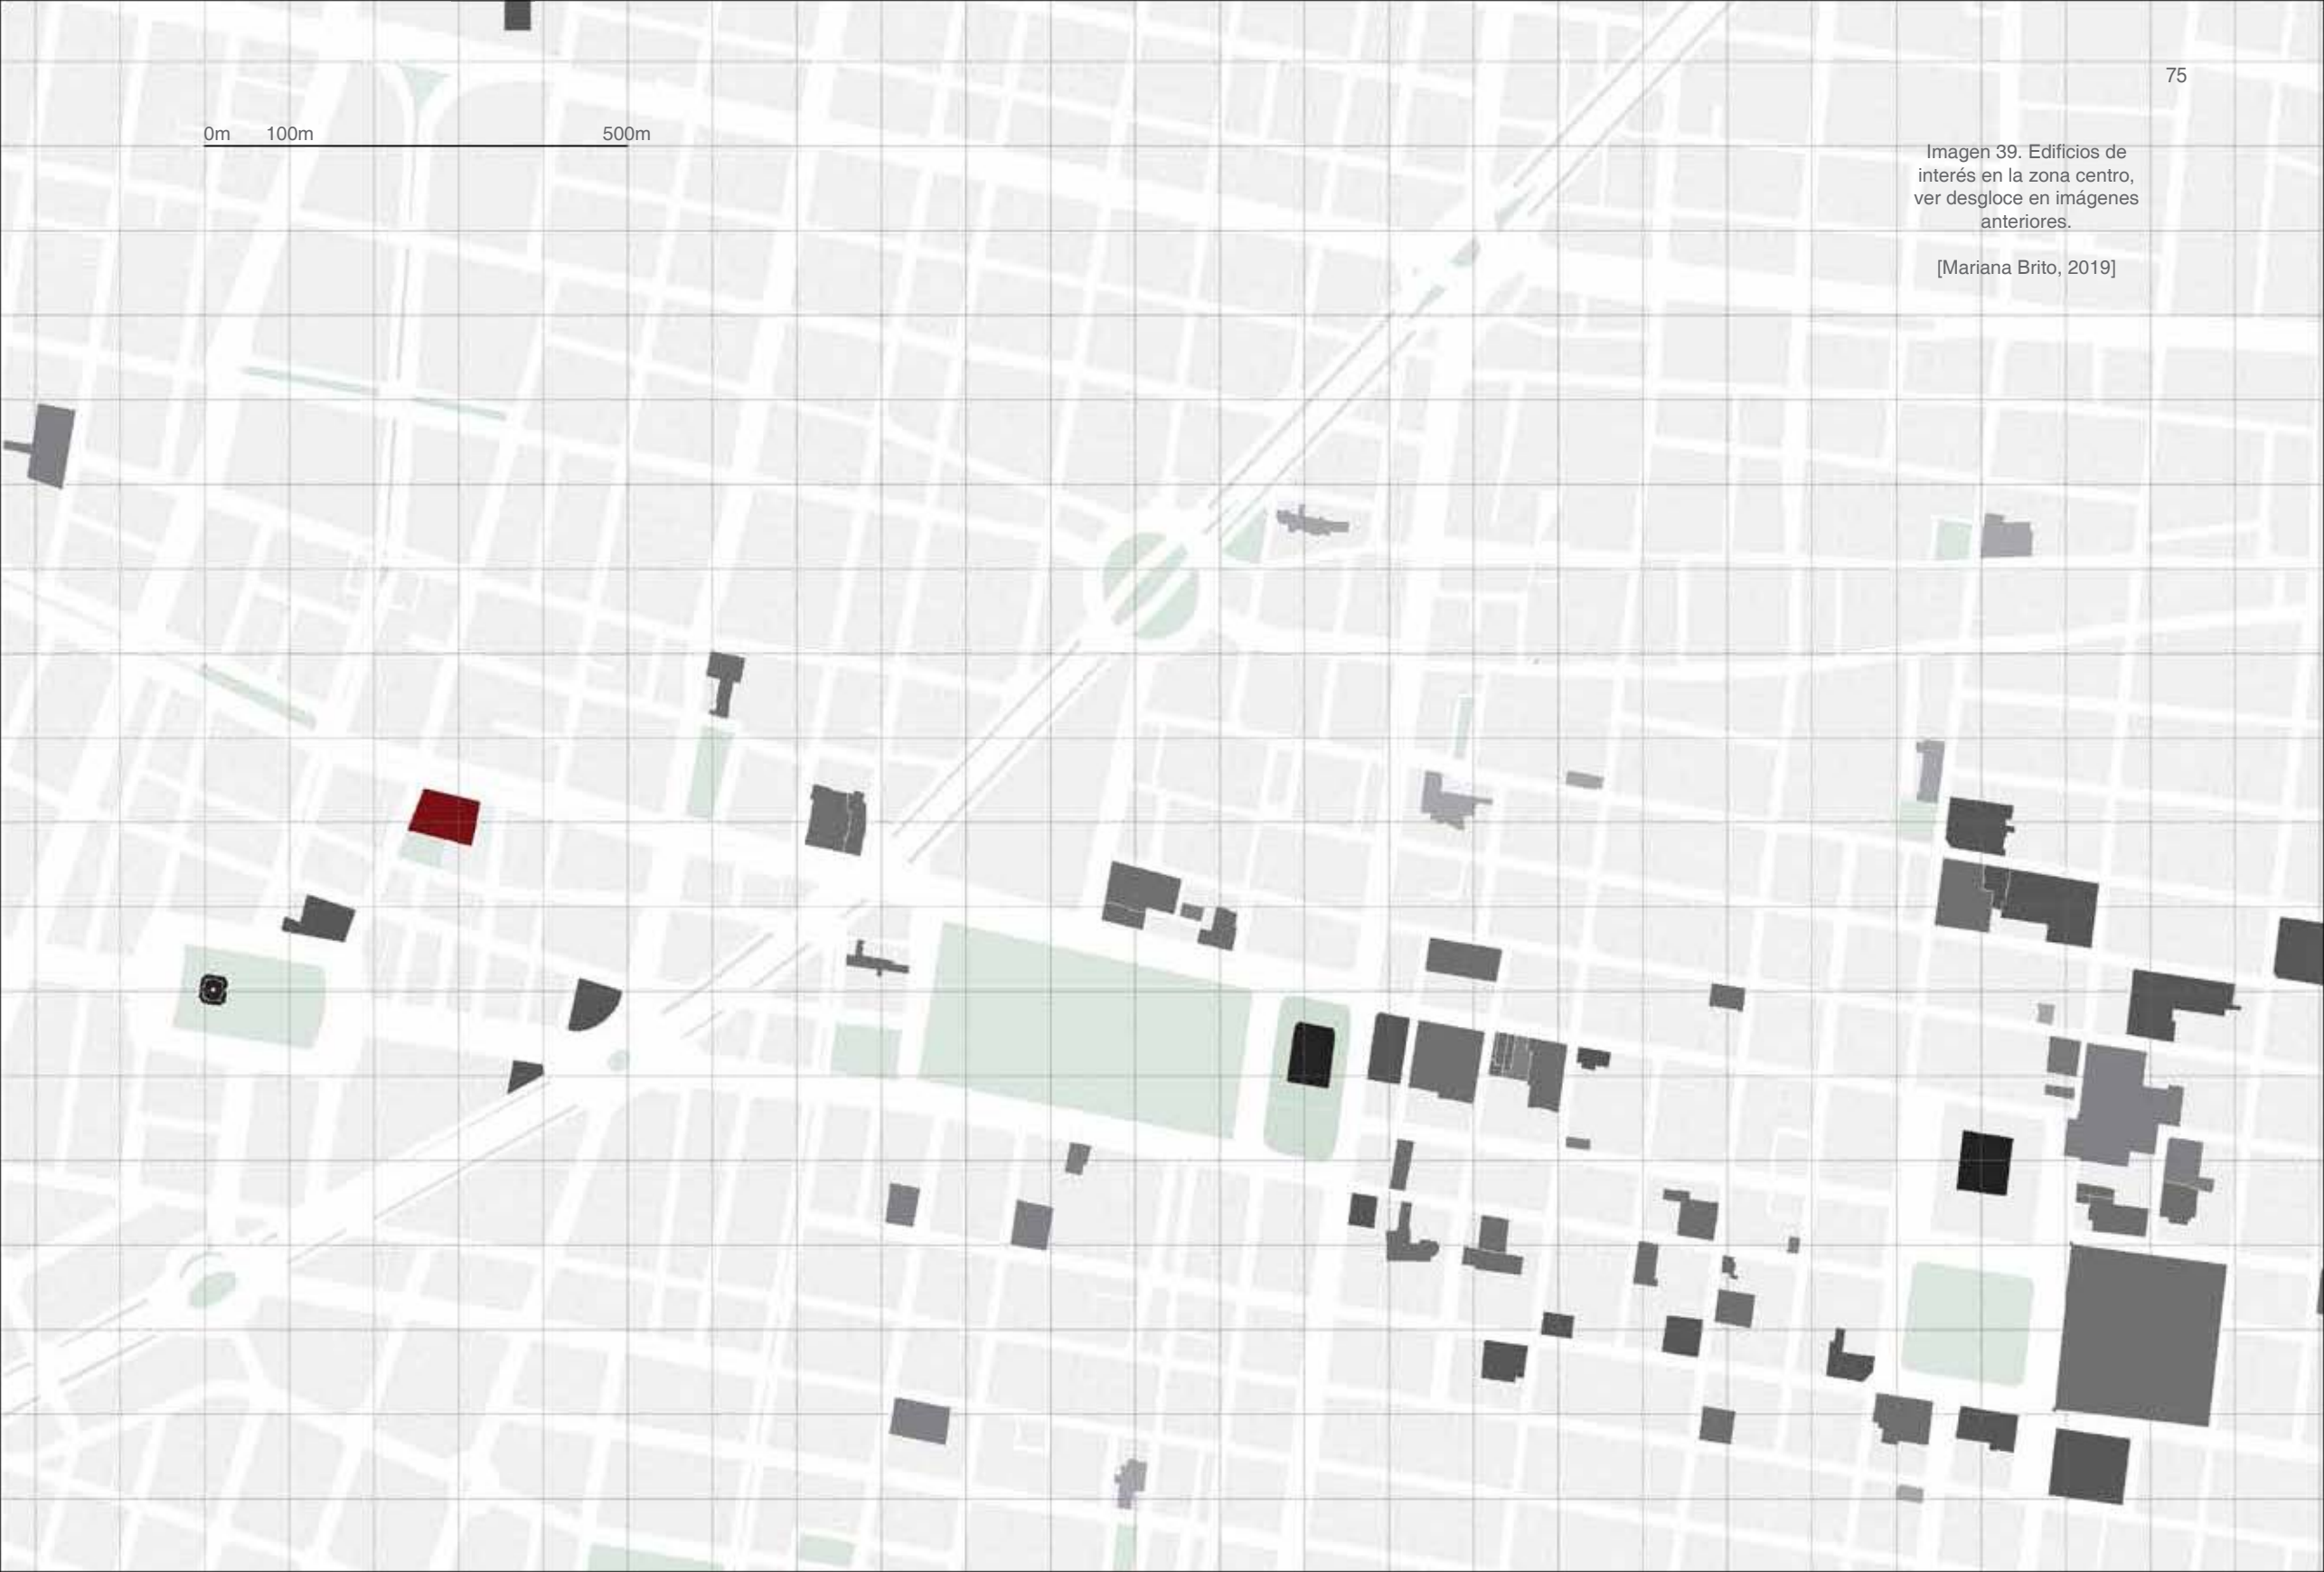 75
0m 100m 500m
Imagen 39. Edificios de
interés en la zona centro,
ver desgloce en imágenes
anteriores.
[Mariana Brito, 2019]